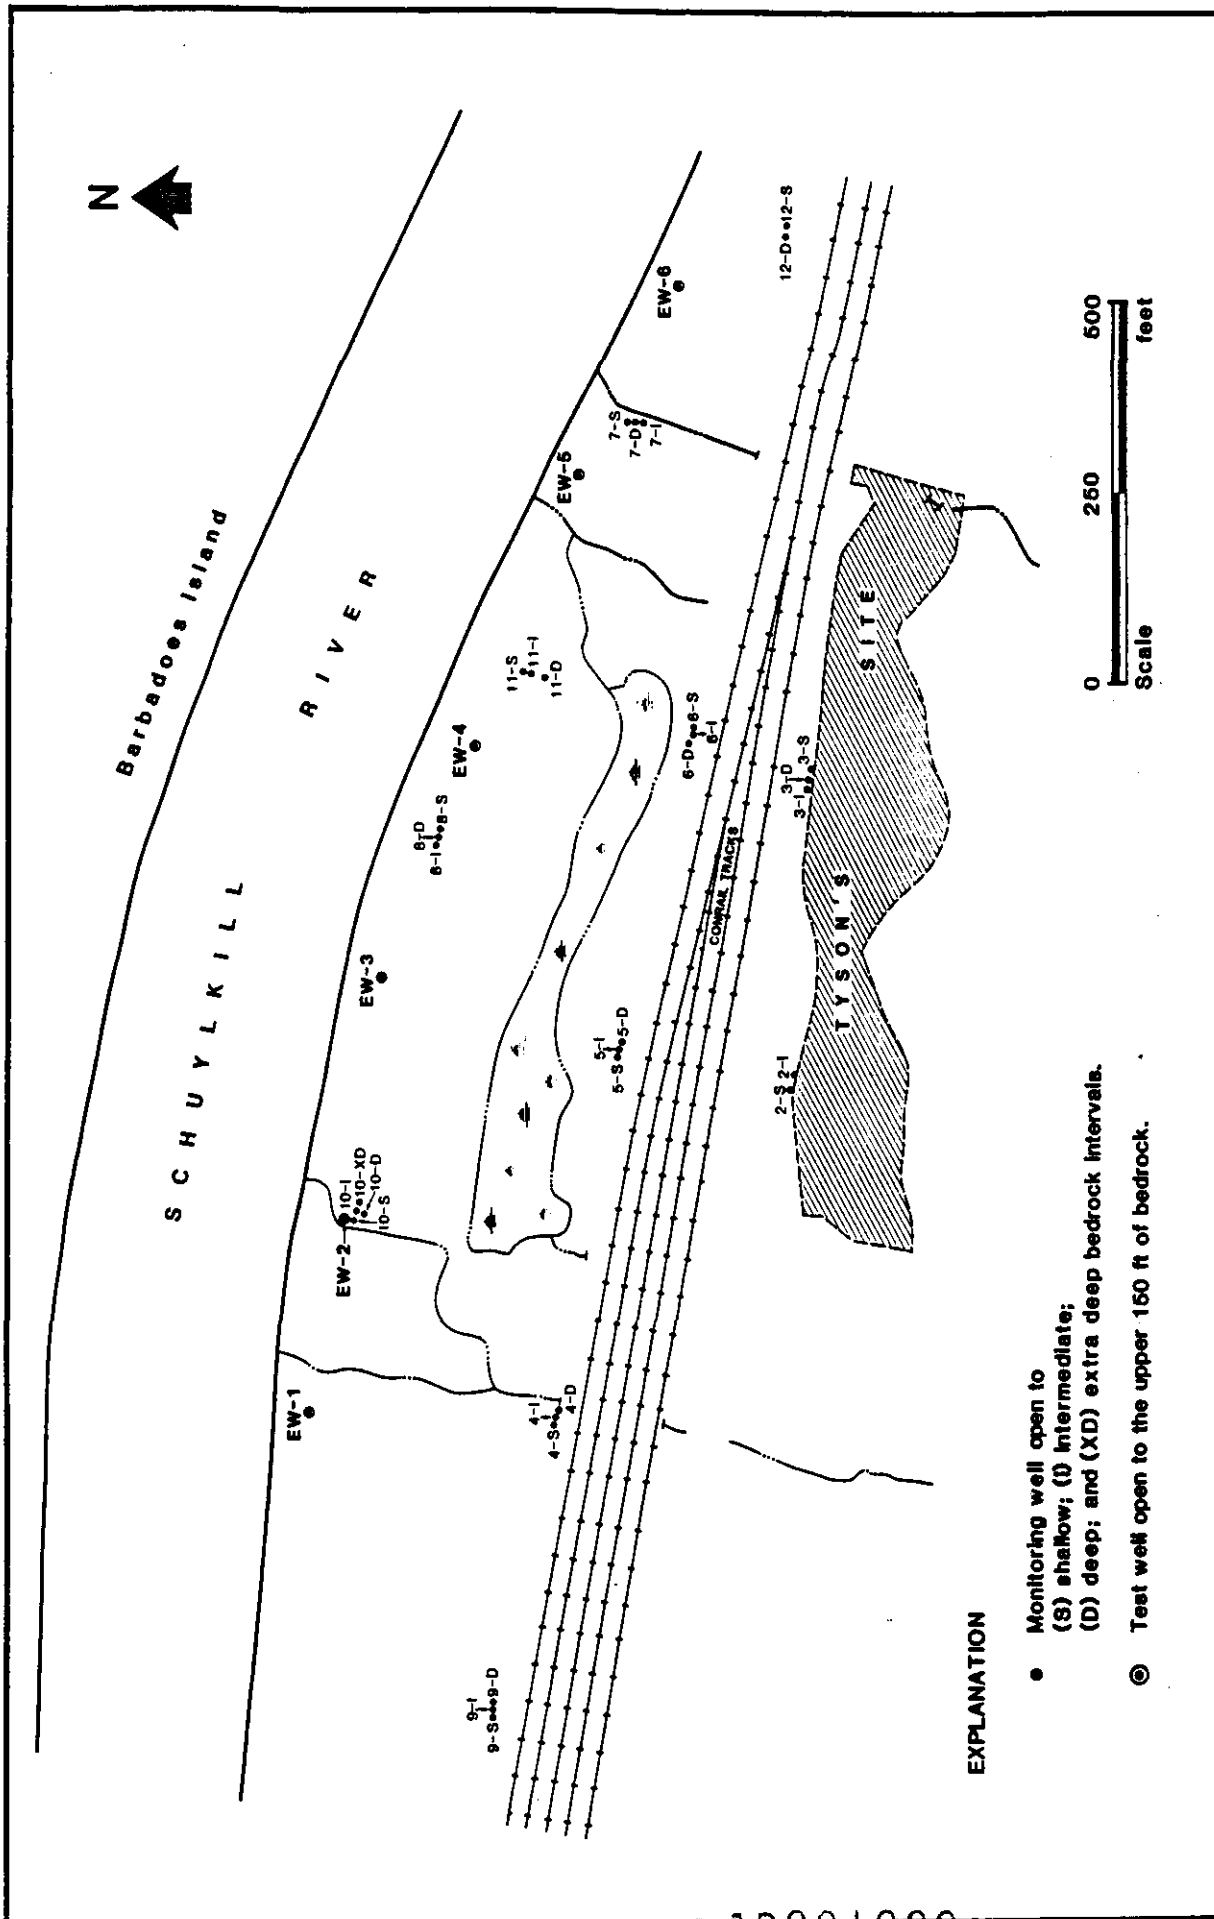 N
Barbadoes Island
SCHUYLKILL
RIVER
EW-1
EW-2
EW-3
EW-4
EW-5
EW-6
10-I
10-XD
10-D
10-S
8-D
8-I
8-S
11-S
11-I
11-D
7-S
7-D
7-I
12-D
12-S
9-I
9-S
9-D
4-I
4-S
4-D
5-I
5-S
5-D
6-D
6-S
6-I
CONRAIL TRACKS
3-D
3-I
3-S
2-S
2-I
TYSON'S
SITE
0
250
500
Scale
feet
EXPLANATION
Monitoring well open to
(S) shallow; (I) intermediate;
(D) deep; and (XD) extra deep bedrock intervals.
Test well open to the upper 150 ft of bedrock.